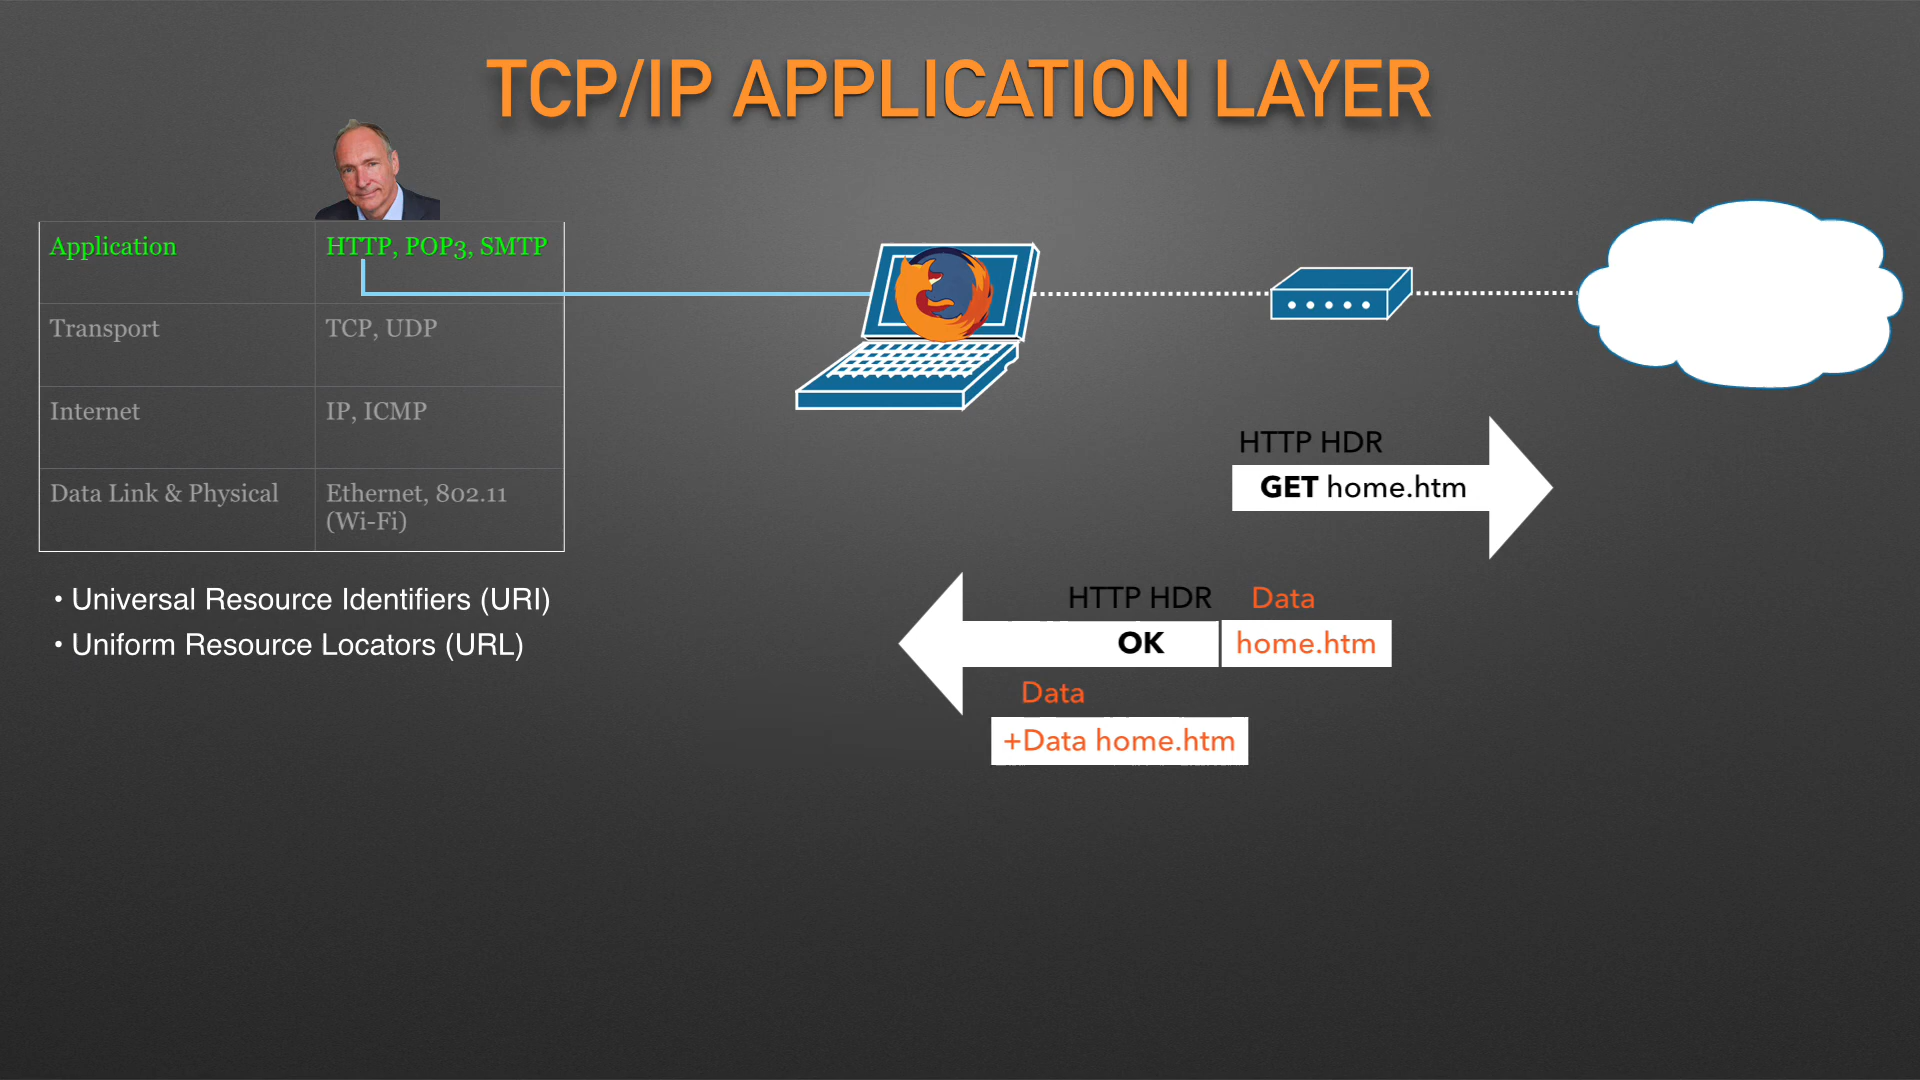 TCP/IP APPLICATION LAYER
Application
HTTP, POP3, SMTP
Transport
TCP, UDP
Internet
IP, ICMP
Data Link & Physical
Ethernet, 802.11
(Wi-Fi)
• Universal Resource Identifiers (URI)
• Uniform Resource Locators (URL)
HTTP HDR
GET home.htm
HTTP HDR
Data
OK
home.htm
Data
+Data home.htm